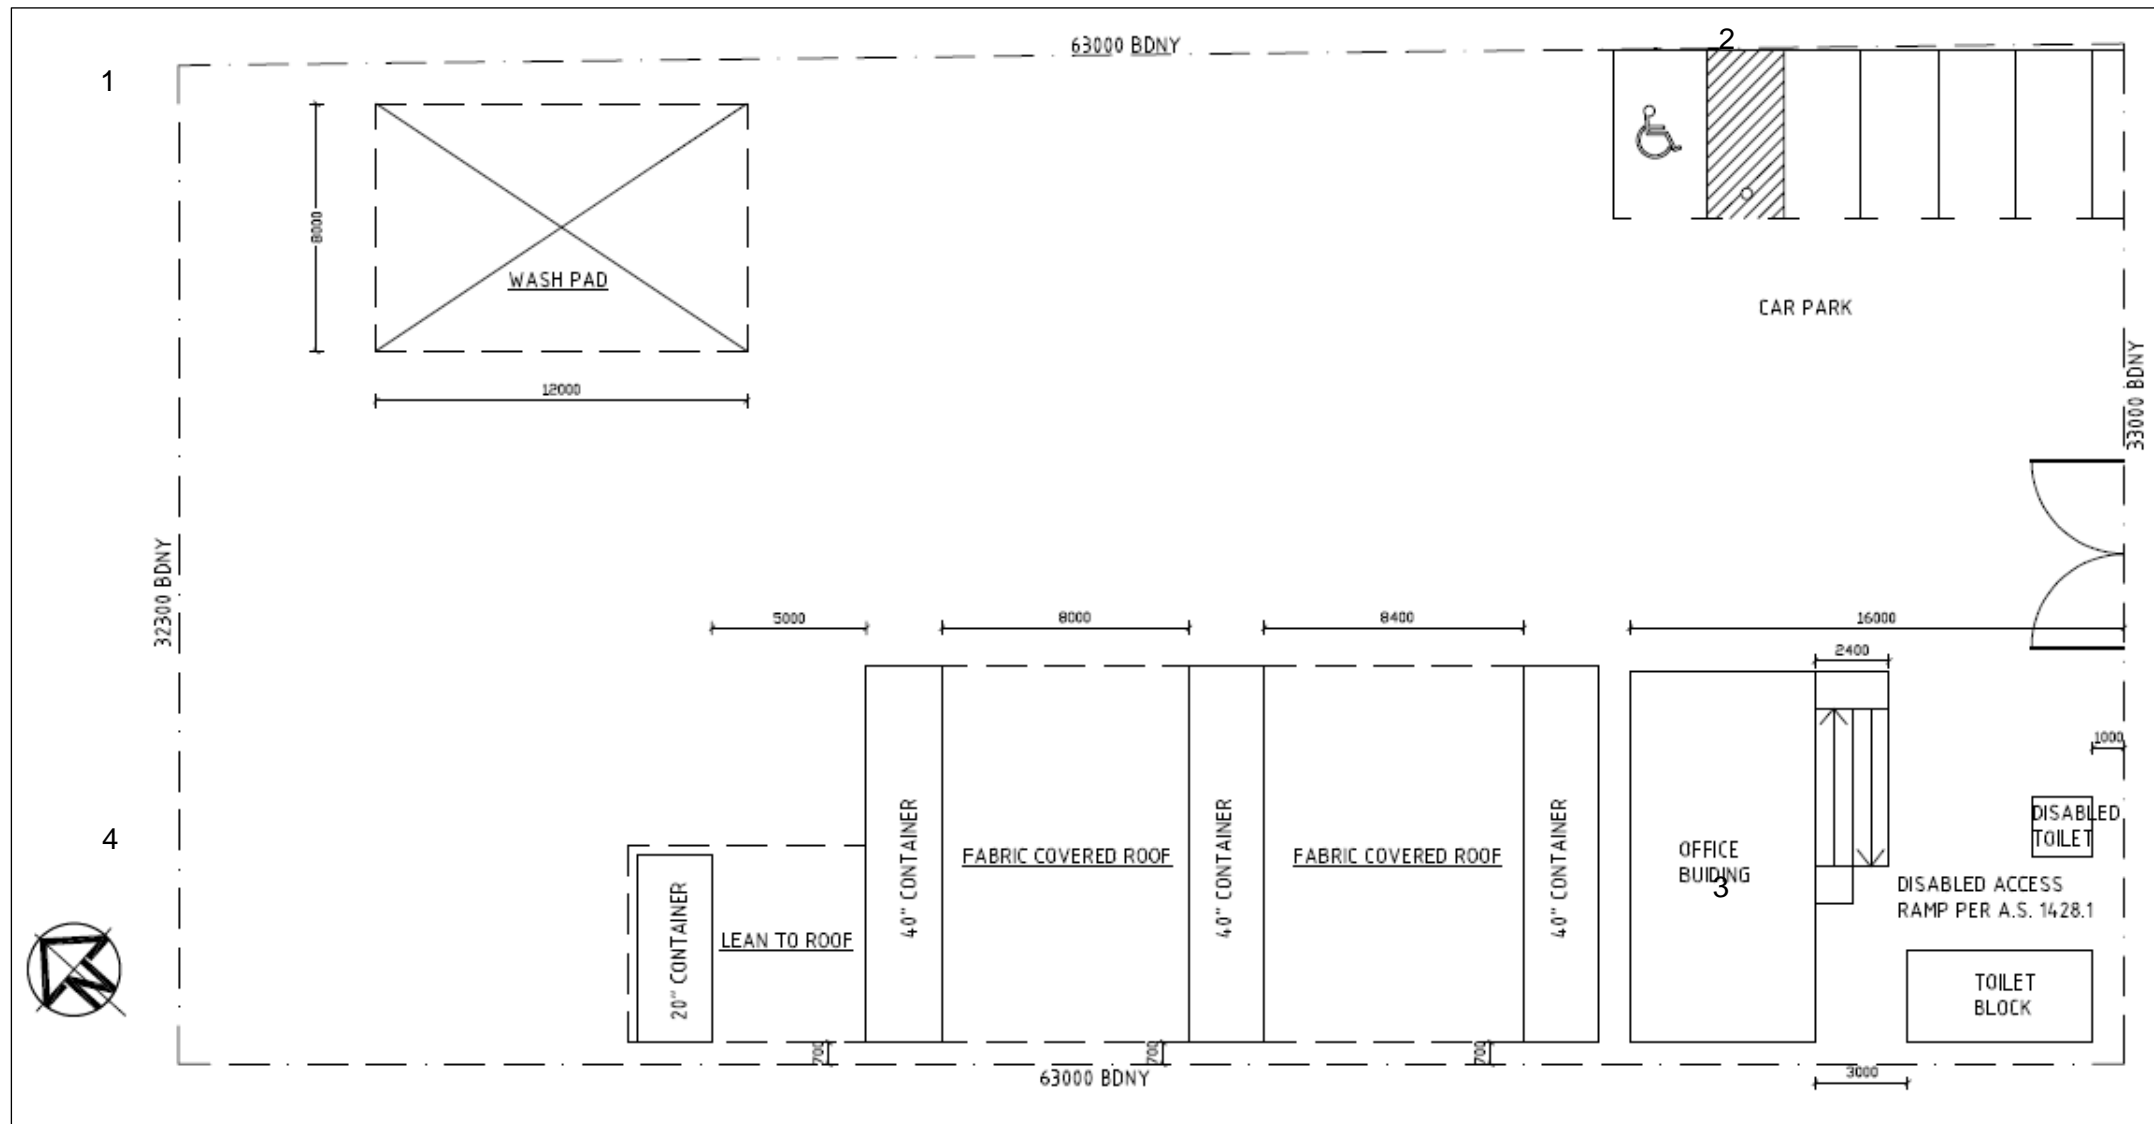 63000 BDNY
2
1
8000
WASH PAD
12000
CAR PARK
33000 BDNY
32300 BDNY
5000
8000
8400
16000
2400
1000
DISABLED
TOILET
4
40" CONTAINER
FABRIC COVERED ROOF
40" CONTAINER
FABRIC COVERED ROOF
40" CONTAINER
OFFICE
BUIDING
3
DISABLED ACCESS
RAMP PER A.S. 1428.1
20" CONTAINER
LEAN TO ROOF
TOILET
BLOCK
N
700
700
700
63000 BDNY
3000